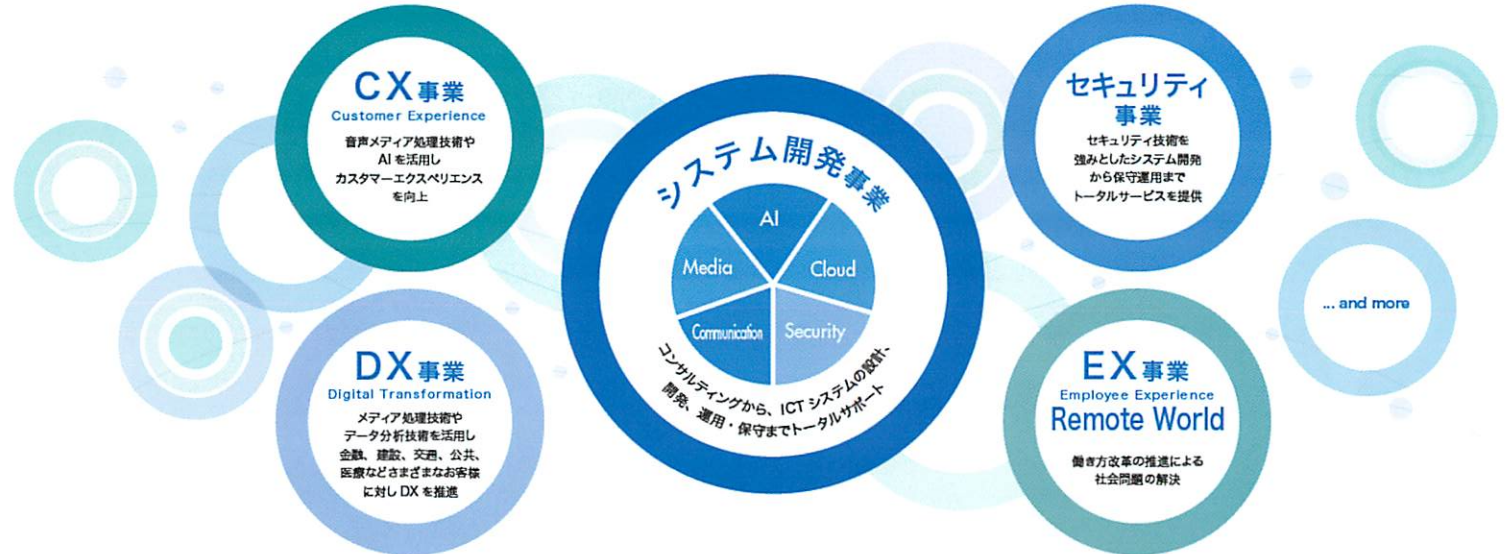 CX事業
Customer Experience
音声メディア処理技術や
AIを活用し
カスタマーエクスペリエンス
を向上
DX事業
Digital Transformation
メディア処理技術や
データ分析技術を活用し
金融、建設、交通、公共、
医療などさまざまなお客様
に対しDXを推進
システム開発事業
AI
Media
Cloud
Communication
Security
コンサルティングから、ICTシステムの設計、
開発、運用・保守までトータルサポート
セキュリティ
事業
セキュリティ技術を
強みとしたシステム開発
から保守運用まで
トータルサービスを提供
EX事業
Employee Experience
Remote World
働き方改革の推進による
社会問題の解決
... and more